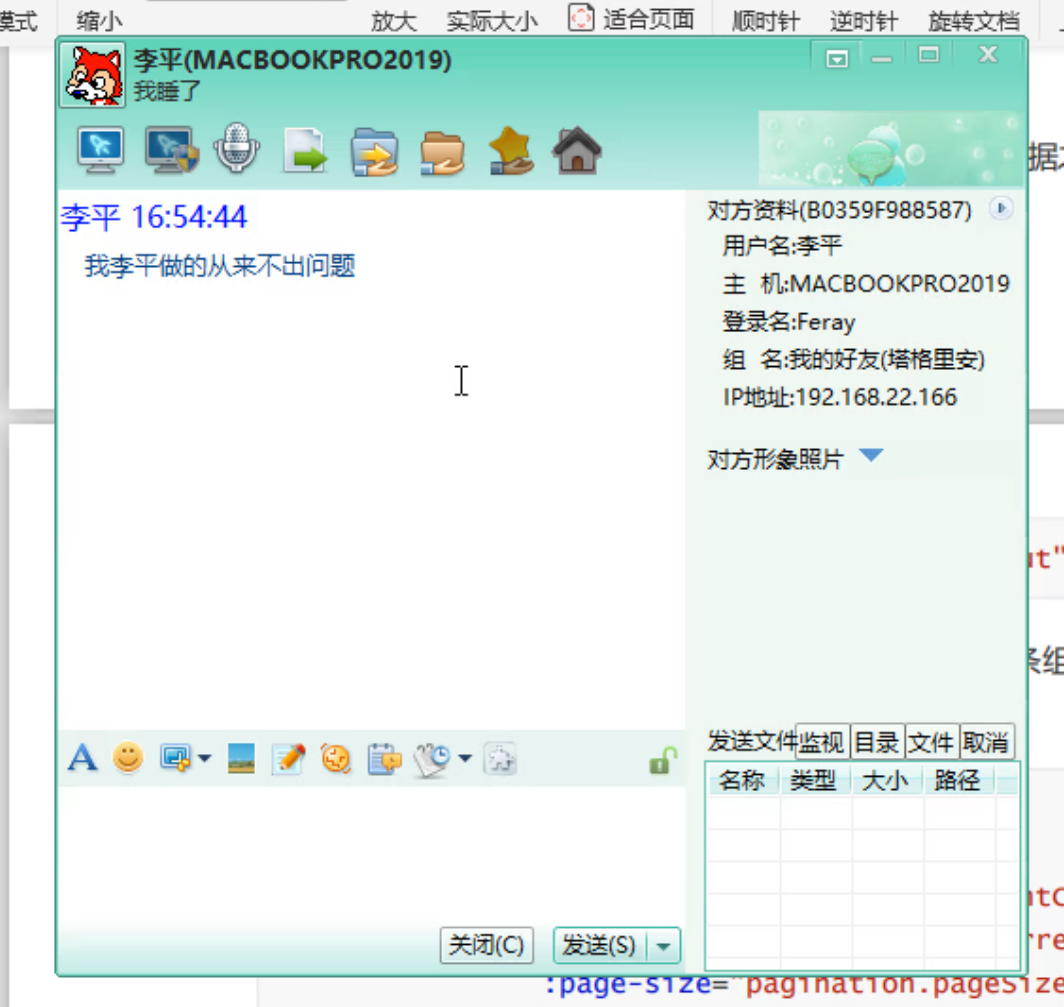 模式 缩小 放大 实际大小 适合页面 顺时针 逆时针 旋转文档
李平(MACBOOKPRO2019)
我睡了
李平 16:54:44
我李平做的从来不出问题
对方资料(B0359F988587)
用户名:李平
主 机:MACBOOKPRO2019
登录名:Feray
组 名:我的好友(塔格里安)
IP地址:192.168.22.166
对方形象照片
发送文件 监视 目录 文件 取消
名称 类型 大小 路径
关闭(C) 发送(S)
据
ut"
条组
ntC
rre
:page-size="pagination.pageSize